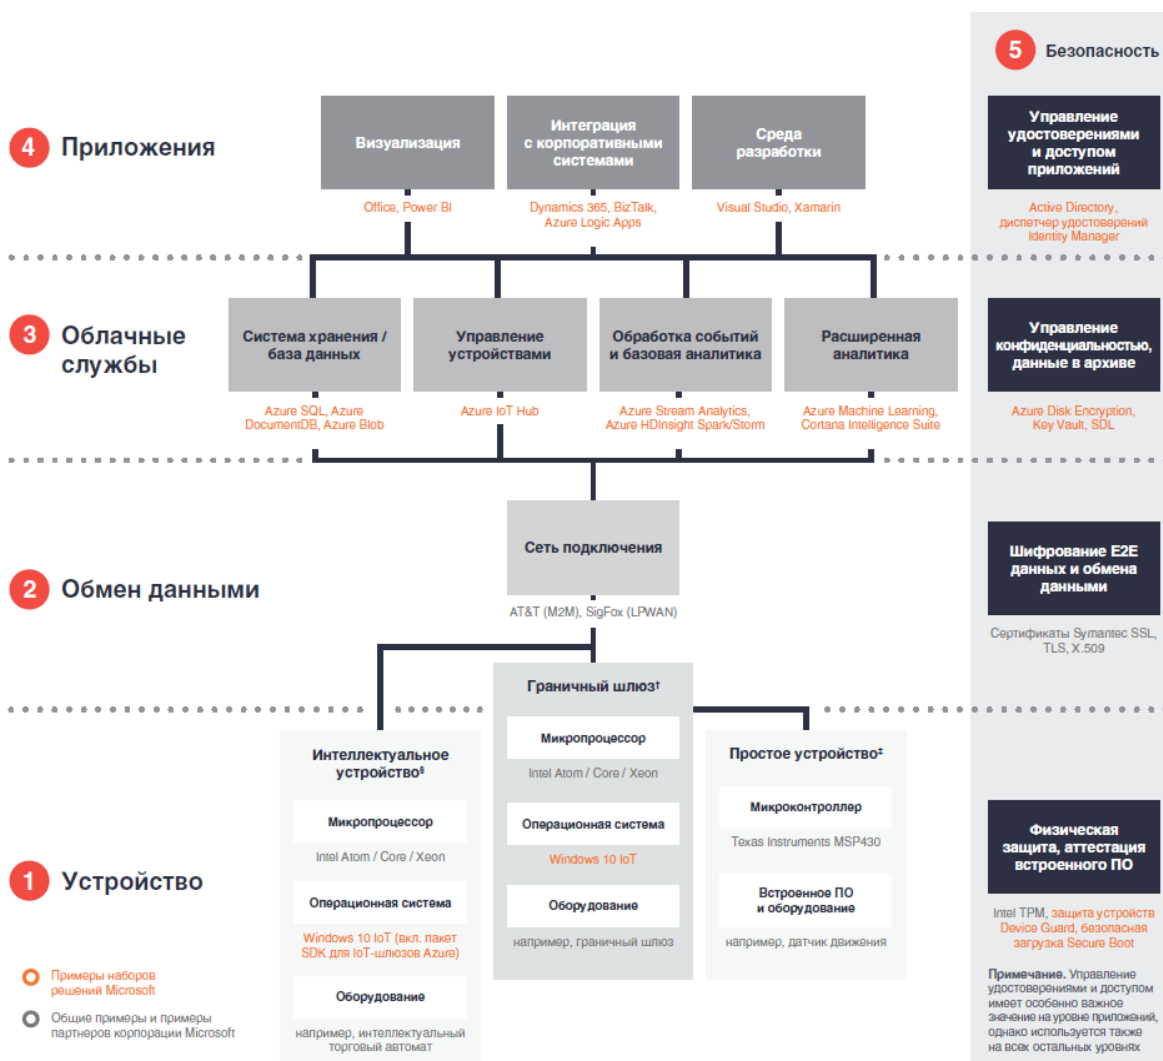 5 Безопасность
4 Приложения
Визуализация
Office, Power BI
Интеграция
с корпоративными
системами
Dynamics 365, BizTalk,
Azure Logic Apps
Среда
разработки
Visual Studio, Xamarin
Управление
удостоверениями
и доступом
приложений
Active Directory,
диспетчер удостоверений
Identity Manager
3 Облачные
службы
Система хранения /
база данных
Azure SQL, Azure
DocumentDB, Azure Blob
Управление
устройствами
Azure IoT Hub
Обработка событий
и базовая аналитика
Azure Stream Analytics,
Azure HDInsight Spark/Storm
Расширенная
аналитика
Azure Machine Learning,
Cortana Intelligence Suite
Управление
конфиденциальностью,
данные в архиве
Azure Disk Encryption,
Key Vault, SDL
2 Обмен данными
Сеть подключения
AT&T (M2M), SigFox (LPWAN)
Шифрование E2E
данных и обмена
данными
Сертификаты Symantec SSL,
TLS, X.509
1 Устройство
Интеллектуальное
устройство§
Микропроцессор
Intel Atom / Core / Xeon
Операционная система
Windows 10 IoT (вкл. пакет
SDK для IoT-шлюзов Azure)
Оборудование
например, интеллектуальный
торговый автомат
Граничный шлюз†
Микропроцессор
Intel Atom / Core / Xeon
Операционная система
Windows 10 IoT
Оборудование
например, граничный шлюз
Простое устройство‡
Микроконтроллер
Texas Instruments MSP430
Встроенное ПО
и оборудование
например, датчик движения
Физическая
защита, аттестация
встроенного ПО
Intel TPM, защита устройств
Device Guard, безопасная
загрузка Secure Boot
Примечание. Управление
удостоверениями и доступом
имеет особенно важное
значение на уровне приложений,
однако используется также
на всех остальных уровнях
Примеры наборов
решений Microsoft
Общие примеры и примеры
партнеров корпорации Microsoft